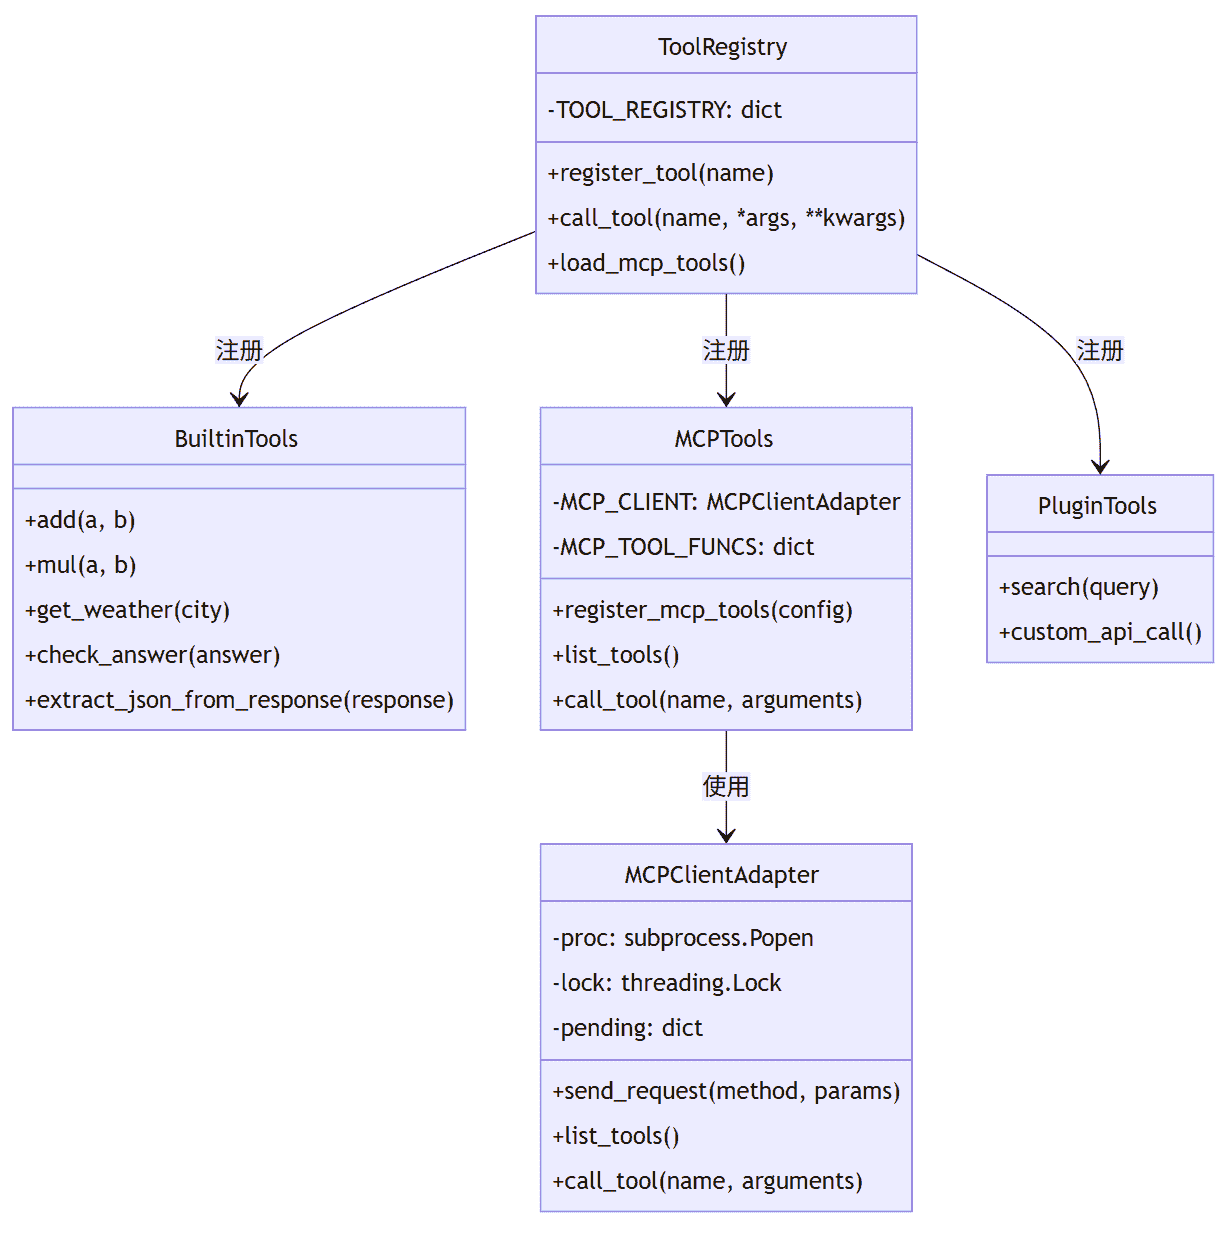 ToolRegistry
-TOOL_REGISTRY: dict
+register_tool(name)
+call_tool(name, *args, **kwargs)
+load_mcp_tools()
注册
注册
注册
BuiltinTools
+add(a, b)
+mul(a, b)
+get_weather(city)
+check_answer(answer)
+extract_json_from_response(response)
MCPTools
-MCP_CLIENT: MCPClientAdapter
-MCP_TOOL_FUNCS: dict
+register_mcp_tools(config)
+list_tools()
+call_tool(name, arguments)
PluginTools
+search(query)
+custom_api_call()
使用
MCPClientAdapter
-proc: subprocess.Popen
-lock: threading.Lock
-pending: dict
+send_request(method, params)
+list_tools()
+call_tool(name, arguments)